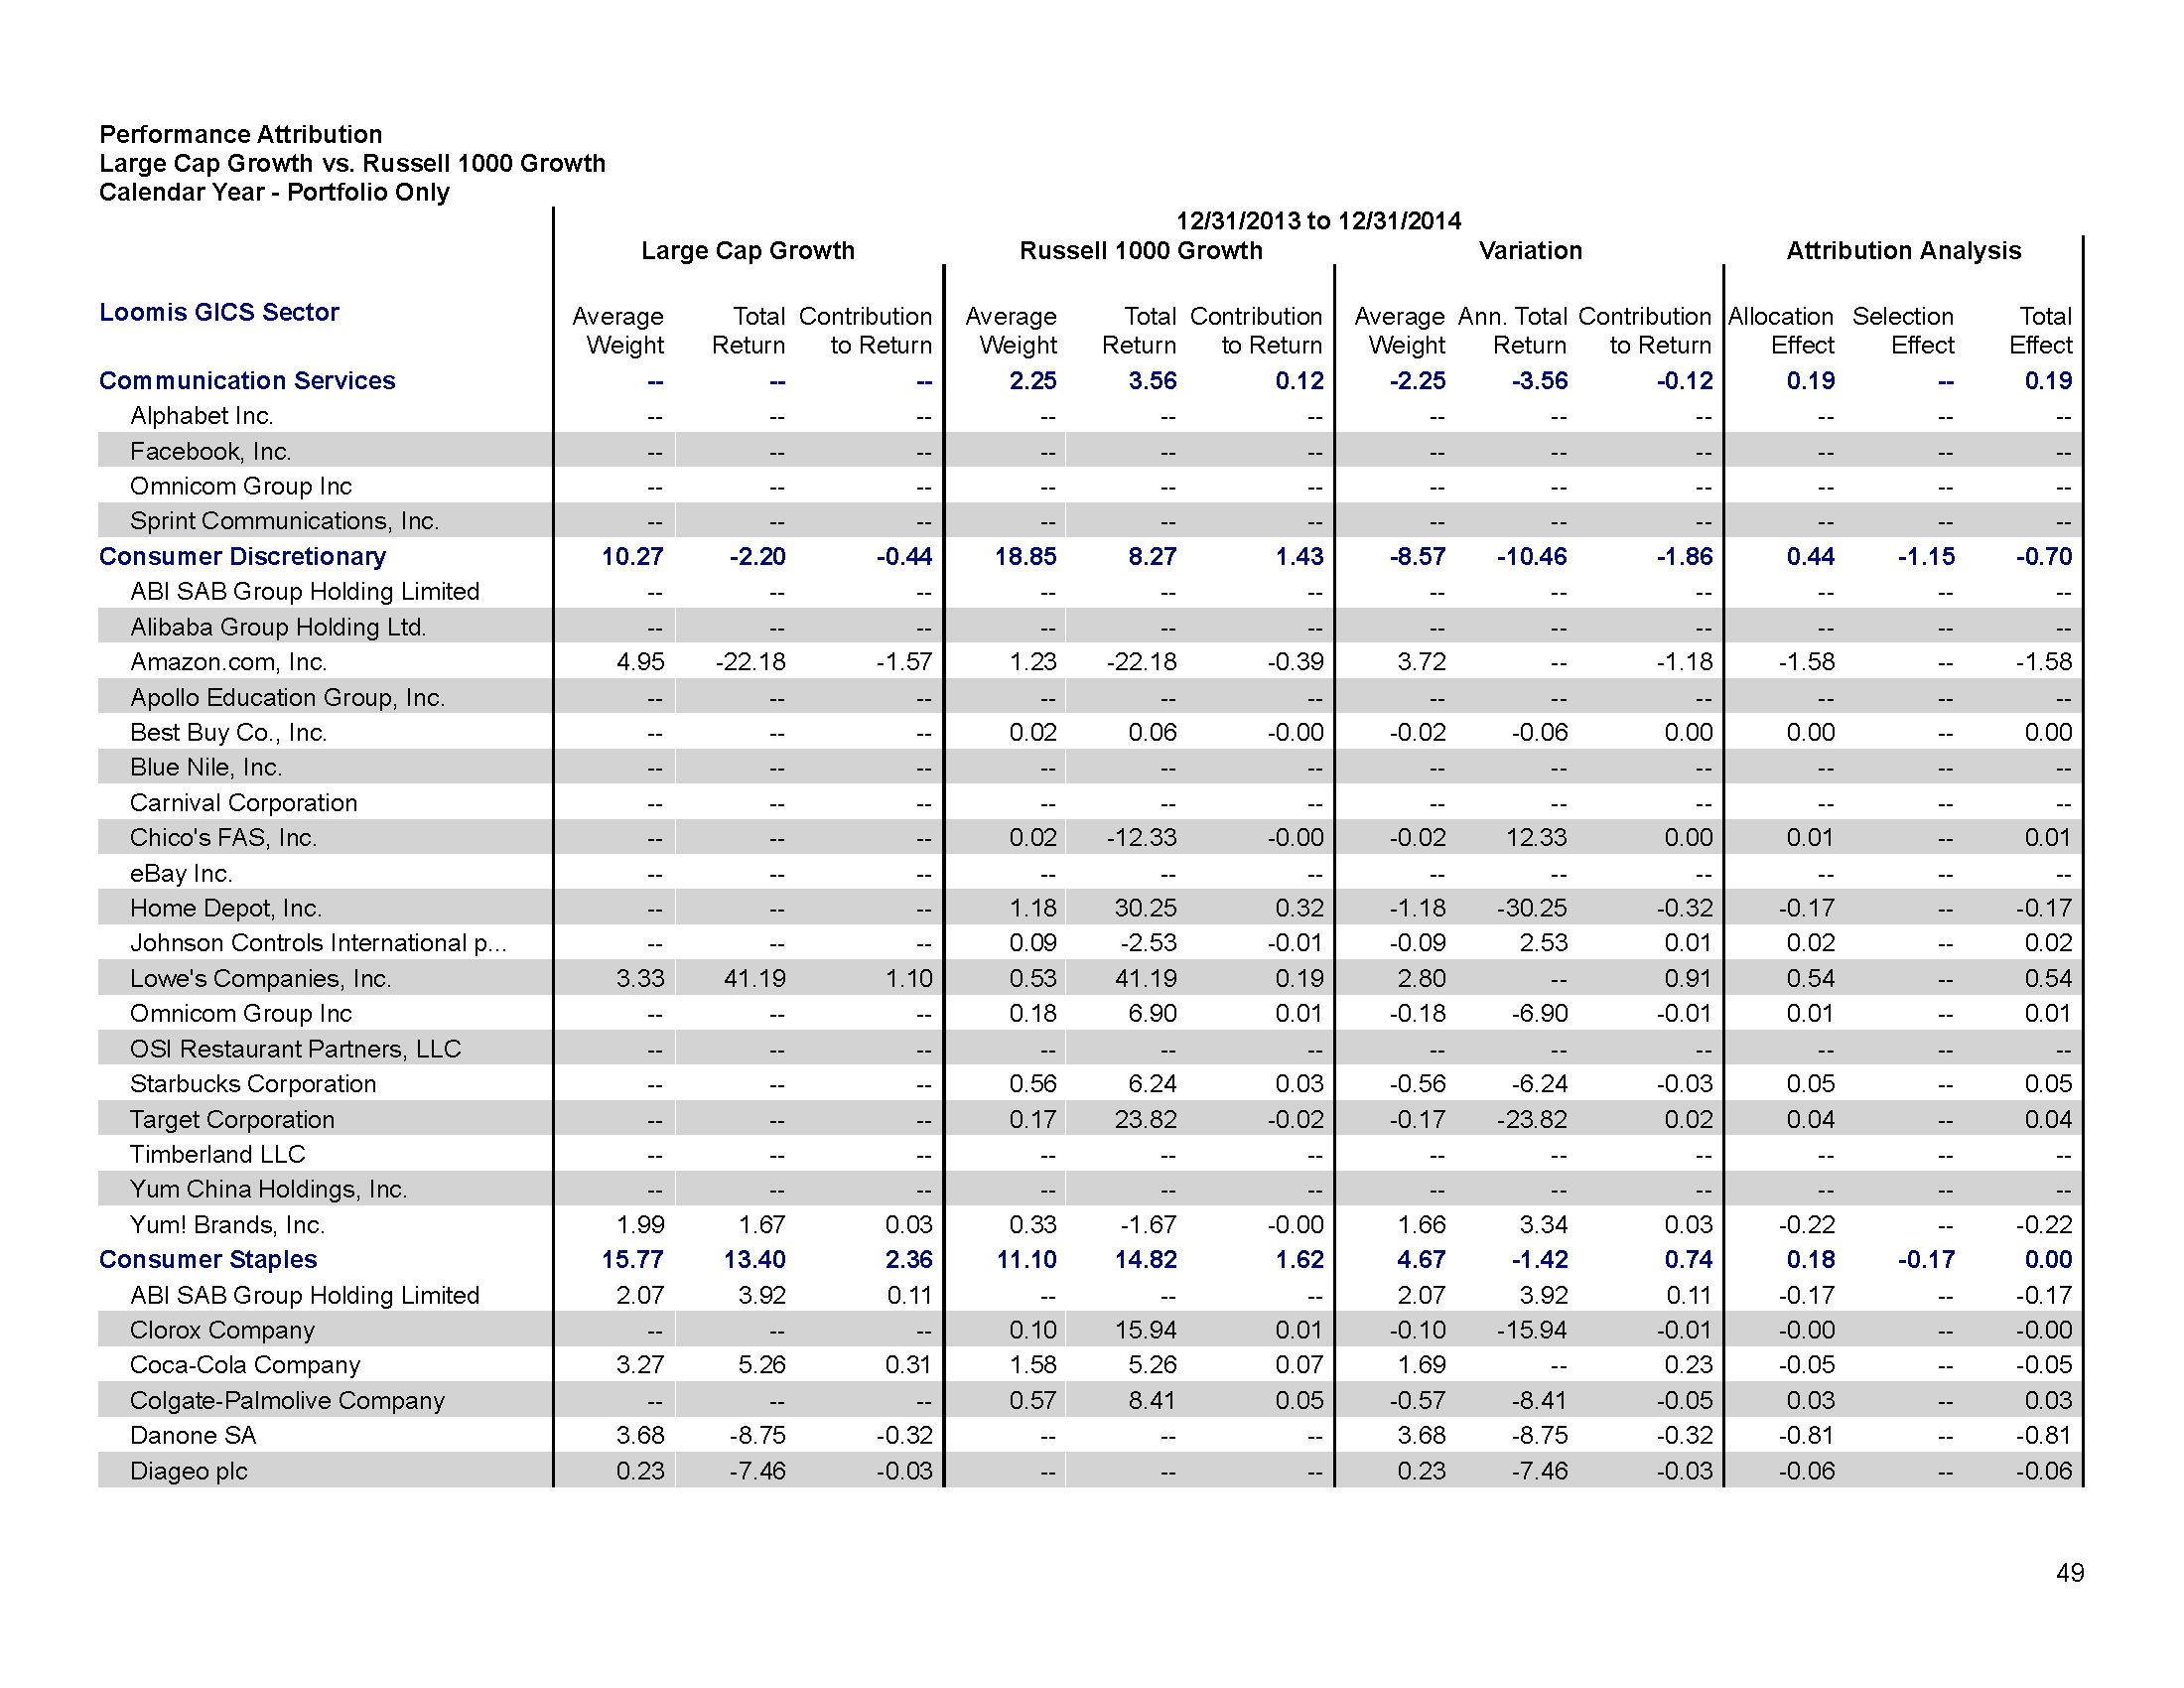 Performance Attribution
Large Cap Growth vs. Russell 1000 Growth
Calendar Year - Portfolio Only
12/31/2013 to 12/31/2014
Large Cap Growth Russell 1000 Growth Variation Attribution Analysis
Loomis GICS Sector Average Total Contribution Average Total Contribution Average Ann. Total Contribution Allocation Selection Total
Weight Return to Return Weight Return to Return Weight Return to Return Effect Effect Effect
Communication Services -- -- -- 2.25 3.56 0.12 -2.25 -3.56 -0.12 0.19 -- 0.19
Alphabet Inc. -- -- -- -- -- -- -- -- -- -- -- --
Facebook, Inc. -- -- -- -- -- -- -- -- -- -- -- --
Omnicom Group Inc -- -- -- -- -- -- -- -- -- -- -- --
Sprint Communications, Inc. -- -- -- -- -- -- -- -- -- -- -- --
Consumer Discretionary 10.27 -2.20 -0.44 18.85 8.27 1.43 -8.57 -10.46 -1.86 0.44 -1.15 -0.70
ABI SAB Group Holding Limited -- -- -- -- -- -- -- -- -- -- -- --
Alibaba Group Holding Ltd. -- -- -- -- -- -- -- -- -- -- -- --
Amazon.com, Inc. 4.95 -22.18 -1.57 1.23 -22.18 -0.39 3.72 -- -1.18 -1.58 -- -1.58
Apollo Education Group, Inc. -- -- -- -- -- -- -- -- -- -- -- --
Best Buy Co., Inc. -- -- -- 0.02 0.06 -0.00 -0.02 -0.06 0.00 0.00 -- 0.00
Blue Nile, Inc. -- -- -- -- -- -- -- -- -- -- -- --
Carnival Corporation -- -- -- -- -- -- -- -- -- -- -- --
Chico's FAS, Inc. -- -- -- 0.02 -12.33 -0.00 -0.02 12.33 0.00 0.01 -- 0.01
eBay Inc. -- -- -- -- -- -- -- -- -- -- -- --
Home Depot, Inc. -- -- -- 1.18 30.25 0.32 -1.18 -30.25 -0.32 -0.17 -- -0.17
Johnson Controls International p... -- -- -- 0.09 -2.53 -0.01 -0.09 2.53 0.01 0.02 -- 0.02
Lowe's Companies, Inc. 3.33 41.19 1.10 0.53 41.19 0.19 2.80 -- 0.91 0.54 -- 0.54
Omnicom Group Inc -- -- -- 0.18 6.90 0.01 -0.18 -6.90 -0.01 0.01 -- 0.01
OSI Restaurant Partners, LLC -- -- -- -- -- -- -- -- -- -- -- --
Starbucks Corporation -- -- -- 0.56 6.24 0.03 -0.56 -6.24 -0.03 0.05 -- 0.05
Target Corporation -- -- -- 0.17 23.82 -0.02 -0.17 -23.82 0.02 0.04 -- 0.04
Timberland LLC -- -- -- -- -- -- -- -- -- -- -- --
Yum China Holdings, Inc. -- -- -- -- -- -- -- -- -- -- -- --
Yum! Brands, Inc. 1.99 1.67 0.03 0.33 -1.67 -0.00 1.66 3.34 0.03 -0.22 -- -0.22
Consumer Staples 15.77 13.40 2.36 11.10 14.82 1.62 4.67 -1.42 0.74 0.18 -0.17 0.00
ABI SAB Group Holding Limited 2.07 3.92 0.11 -- -- -- 2.07 3.92 0.11 -0.17 -- -0.17
Clorox Company -- -- -- 0.10 15.94 0.01 -0.10 -15.94 -0.01 -0.00 -- -0.00
Coca-Cola Company 3.27 5.26 0.31 1.58 5.26 0.07 1.69 -- 0.23 -0.05 -- -0.05
Colgate-Palmolive Company -- -- -- 0.57 8.41 0.05 -0.57 -8.41 -0.05 0.03 -- 0.03
Danone SA 3.68 -8.75 -0.32 -- -- -- 3.68 -8.75 -0.32 -0.81 -- -0.81
Diageo plc 0.23 -7.46 -0.03 -- -- -- 0.23 -7.46 -0.03 -0.06 -- -0.06
49